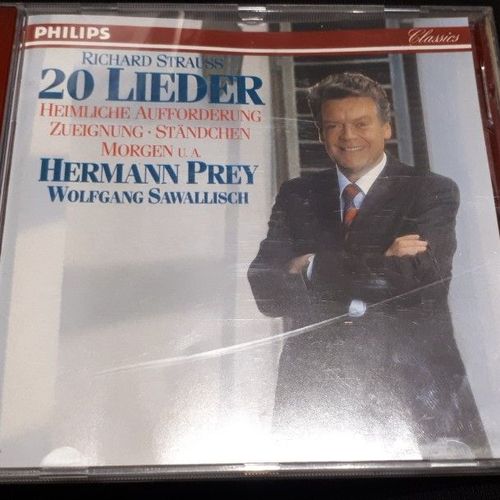 PHILIPS
Classics
RICHARD STRAUSS
20 LIEDER
HEIMLICHE AUFFORDERUNG
ZUEIGNUNG · STÄNDCHEN
MORGEN U. A.
HERMANN PREY
WOLFGANG SAWALLISCH